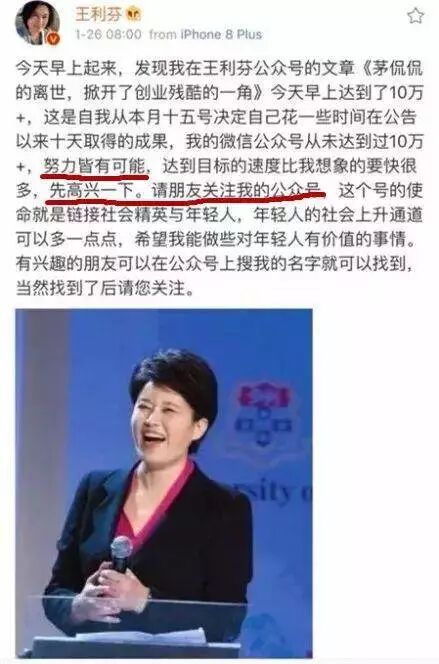 王利芬
1-26 08:00 from iPhone 8 Plus
今天早上起来，发现我在王利芬公众号的文章《茅侃侃
的离世，掀开了创业残酷的一角》今天早上达到了10万
+，这是自我从本月十五号决定自己花一些时间在公告
以来十天取得的成果，我的微信公众号从未达到过10万
+，努力皆有可能，达到目标的速度比我想象的要快很
多，先高兴一下。请朋友关注我的公众号，这个号的使
命就是链接社会精英与年轻人，年轻人的社会上升通道
可以多一点点，希望我能做些对年轻人有价值的事情。
有兴趣的朋友可以在公众号上搜我的名字就可以找到，
当然找到了后请您关注。
rsity of